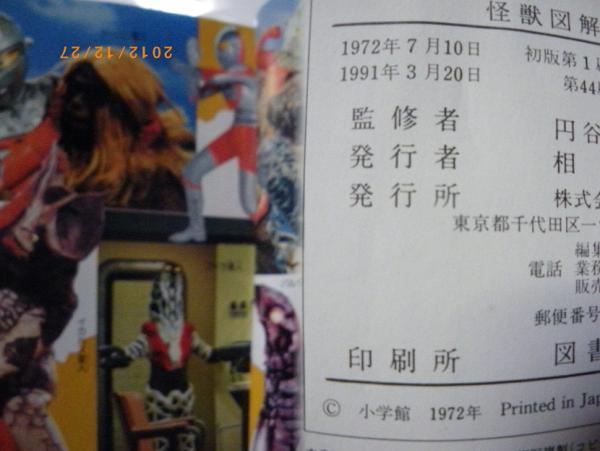 2012/12/27
怪獣図解
1972年7月10日 初版第1
1991年3月20日 第44
監修者 円谷
発行者 相
発行所 株式会
東京都千代田区一
編集
電話 業務
販売
郵便番号
印刷所 図書
© 小学館 1972年 Printed in Jap